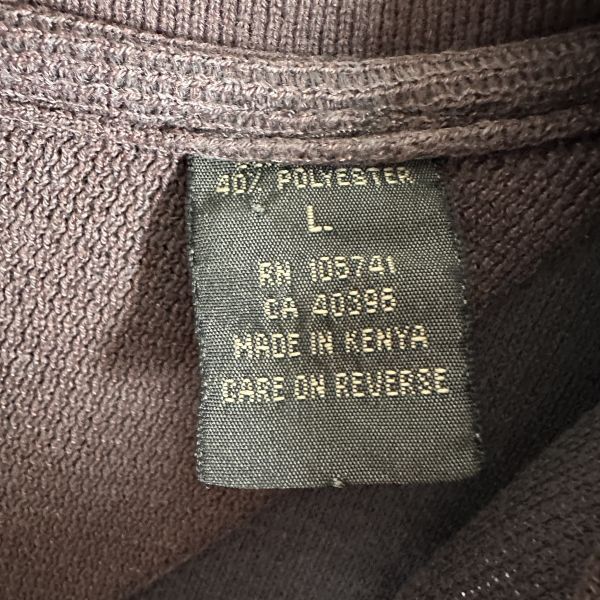 40% POLYESTER
L.
RN 105741
CA 40398
MADE IN KENYA
CARE ON REVERSE